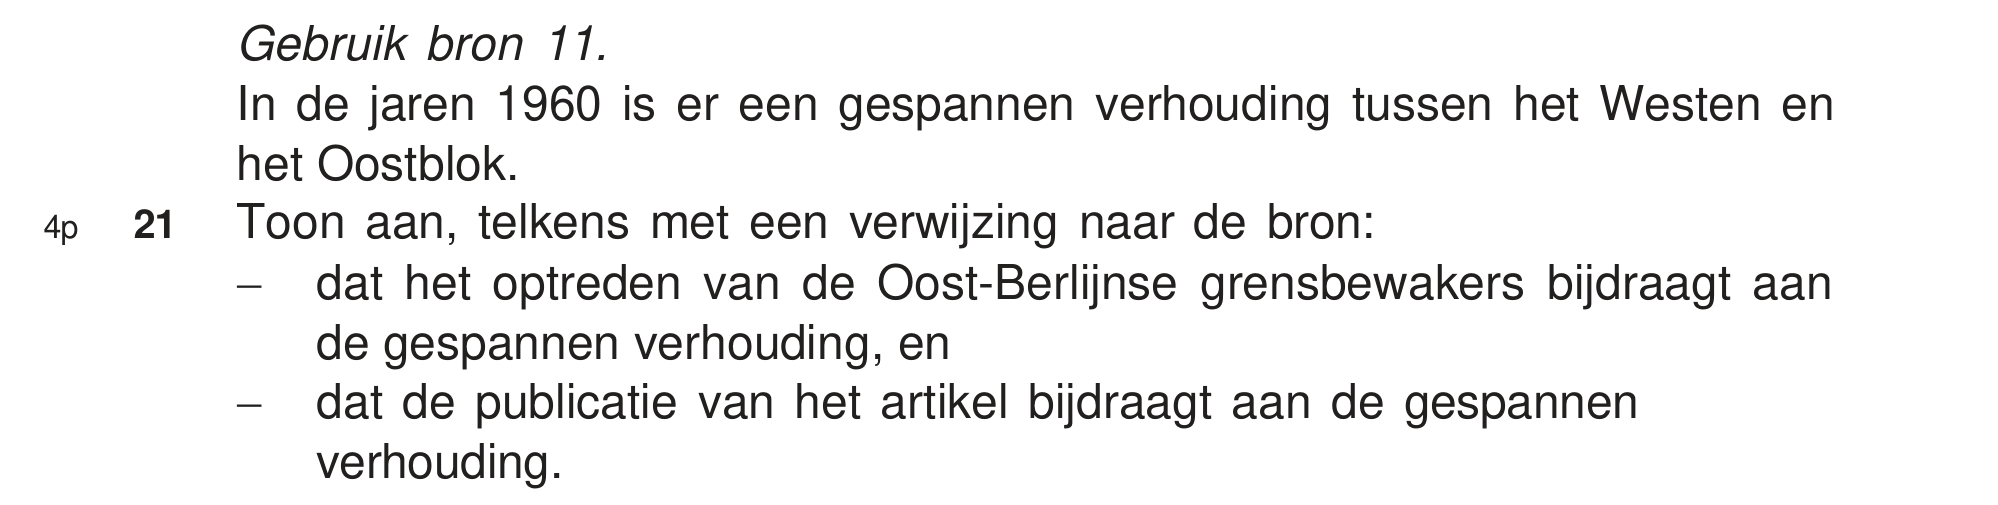 Gebruik bron 11.
In de jaren 1960 is er een gespannen verhouding tussen het Westen en
het Oostblok.
4p 21 Toon aan, telkens met een verwijzing naar de bron:
– dat het optreden van de Oost-Berlijnse grensbewakers bijdraagt aan
de gespannen verhouding, en
– dat de publicatie van het artikel bijdraagt aan de gespannen
verhouding.